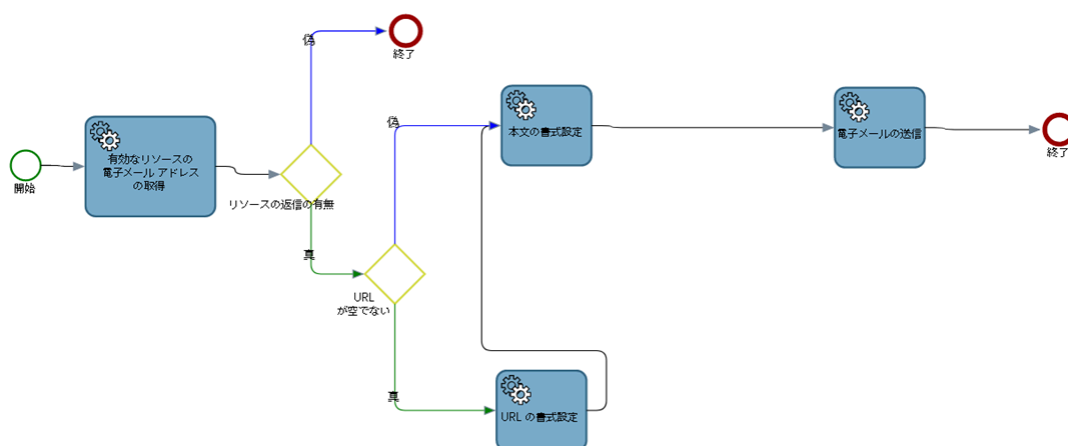 偽
終了
偽
本文の書式設定
電子メールの送信
終了
開始
有効なリソースの
電子メール アドレス
の取得
リソースの返信の有無
真
URL
が空でない
真
URL の書式設定